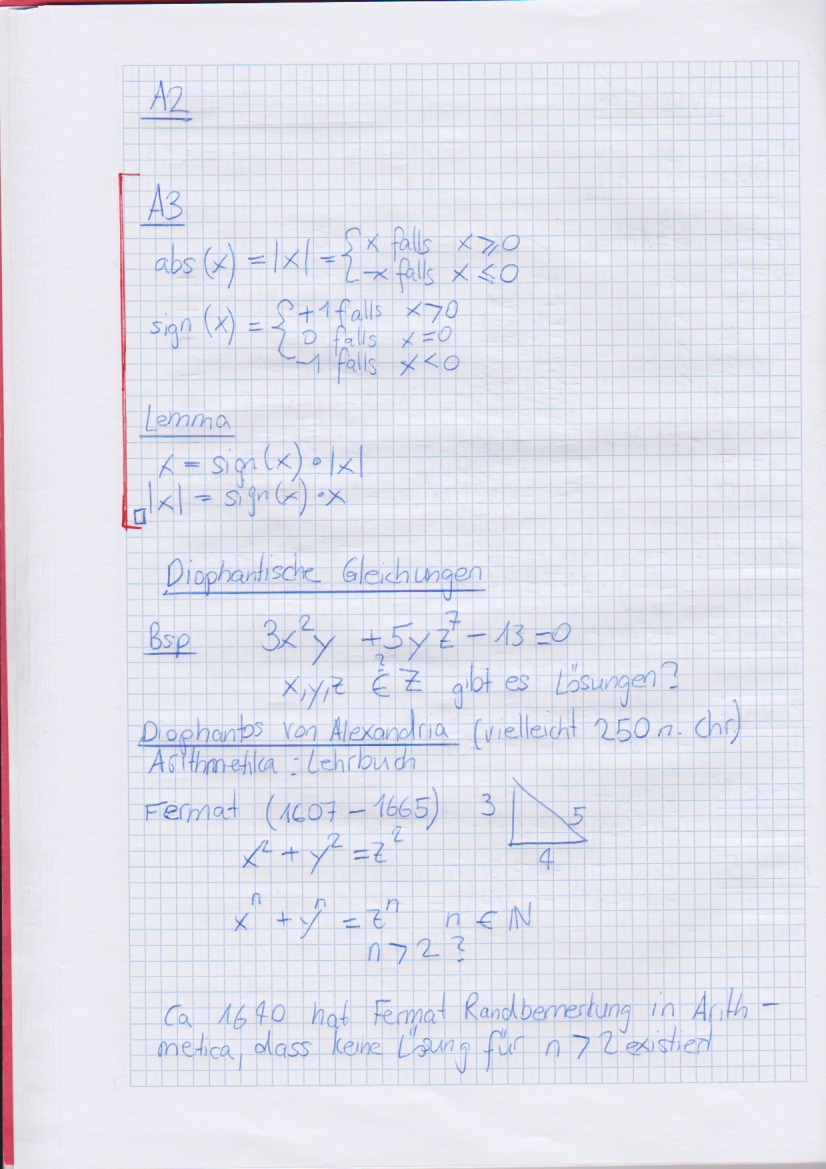 A2
A3
abs (x) = |x| = { x falls x ≥ 0
-x falls x ≤ 0
sign (x) = { +1 falls x > 0
0 falls x = 0
-1 falls x < 0
Lemma
x = sign(x) • |x|
|x| = sign(x) • x
Diophantische Gleichungen
Bsp 3x²y + 5yz⁷ - 13 = 0
?
x,y,z ∈ Z gibt es Lösungen?
Diophantos von Alexandria (vielleicht 250 n. Chr.)
Arithmetika : Lehrbuch
Fermat (1607 - 1665) 3 5
x² + y² = z² 4
xⁿ + yⁿ = zⁿ n ∈ ℕ
n > 2 ?
Ca 1640 hat Fermat Randbemerkung in Arith -
metica, dass keine Lösung für n > 2 existiert